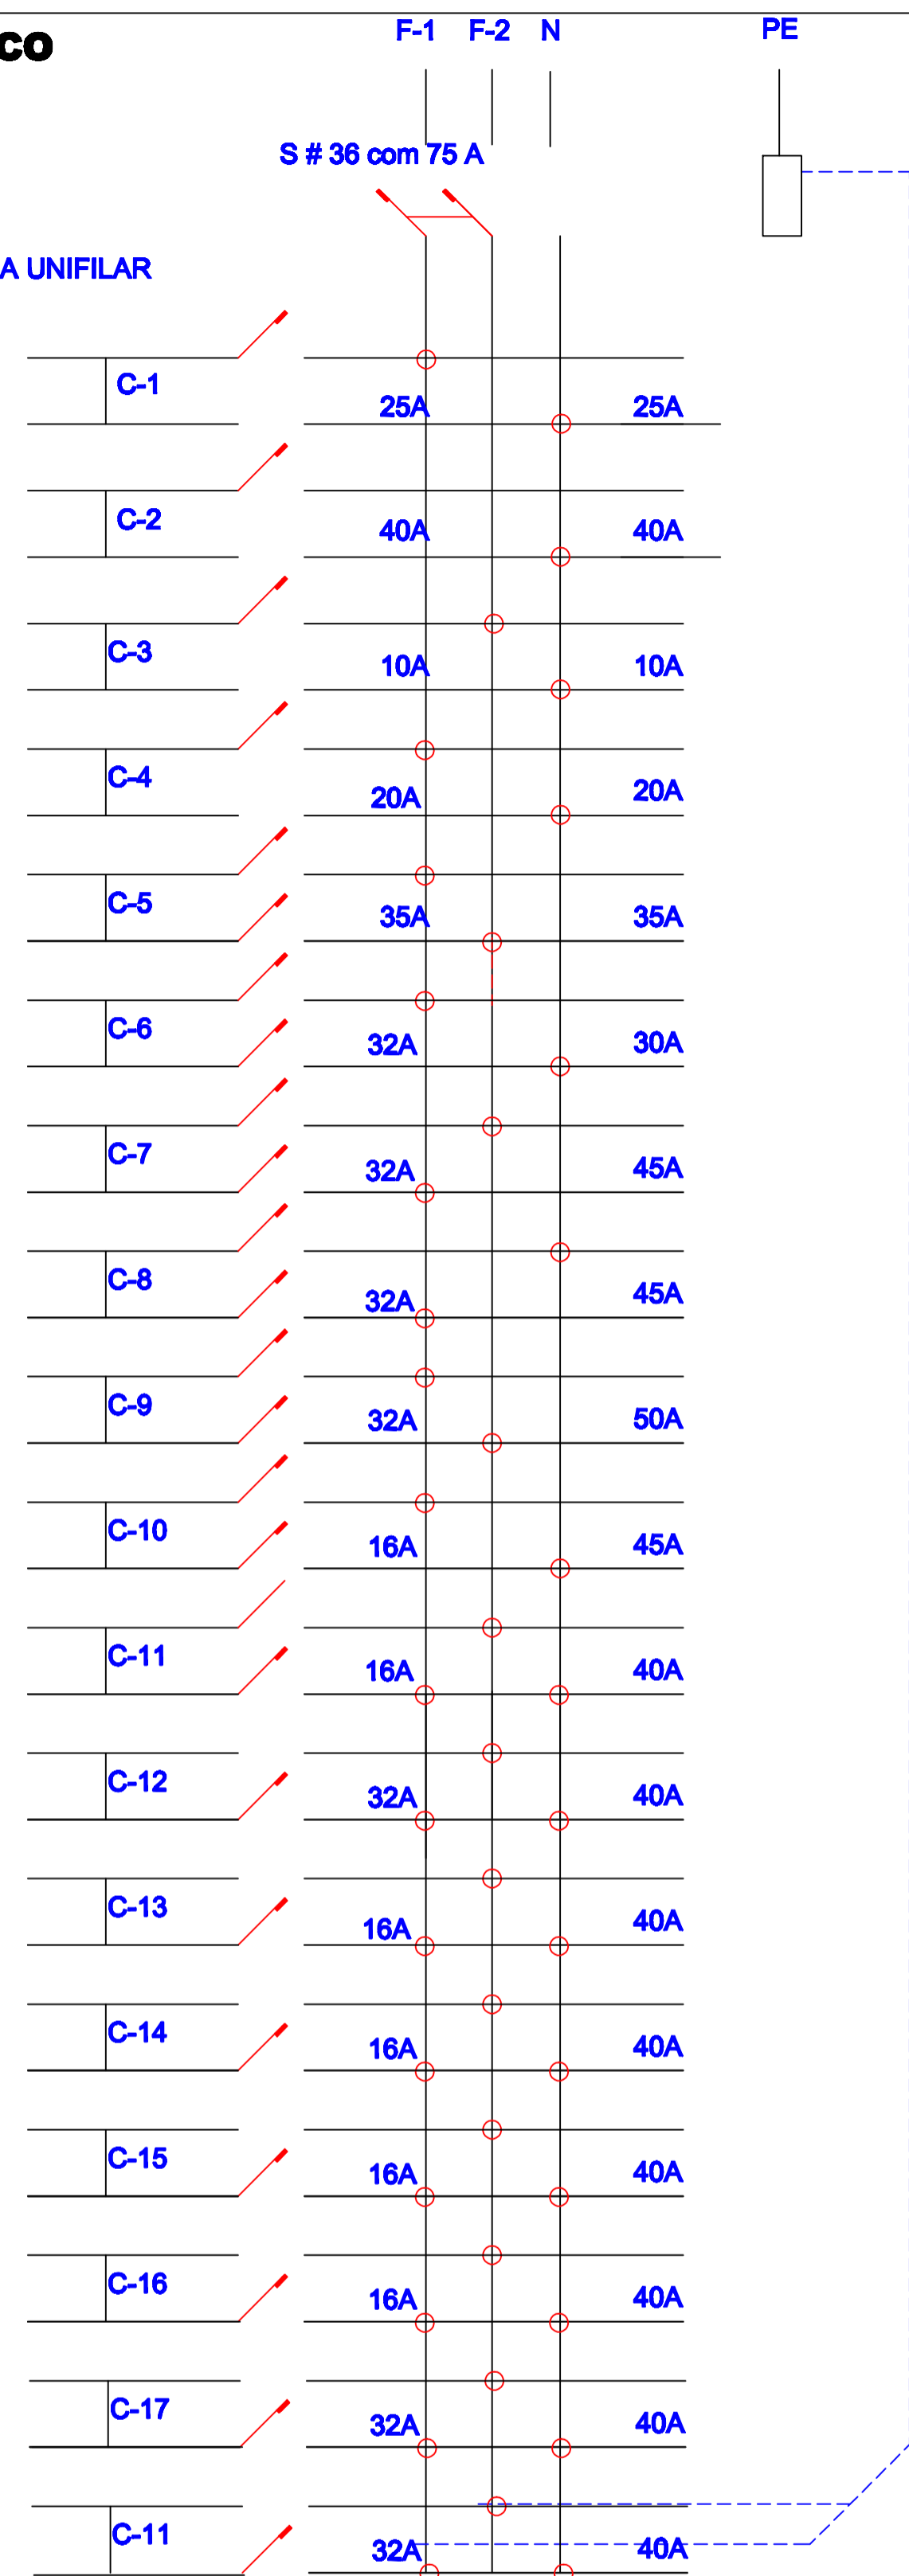 F-1 F-2 N PE
co
S # 36 com 75 A
A UNIFILAR
C-1 25A 25A
C-2 40A 40A
C-3 10A 10A
C-4 20A 20A
C-5 35A 35A
C-6 32A 30A
C-7 32A 45A
C-8 32A 45A
C-9 32A 50A
C-10 16A 45A
C-11 16A 40A
C-12 32A 40A
C-13 16A 40A
C-14 16A 40A
C-15 16A 40A
C-16 16A 40A
C-17 32A 40A
C-11 32A 40A